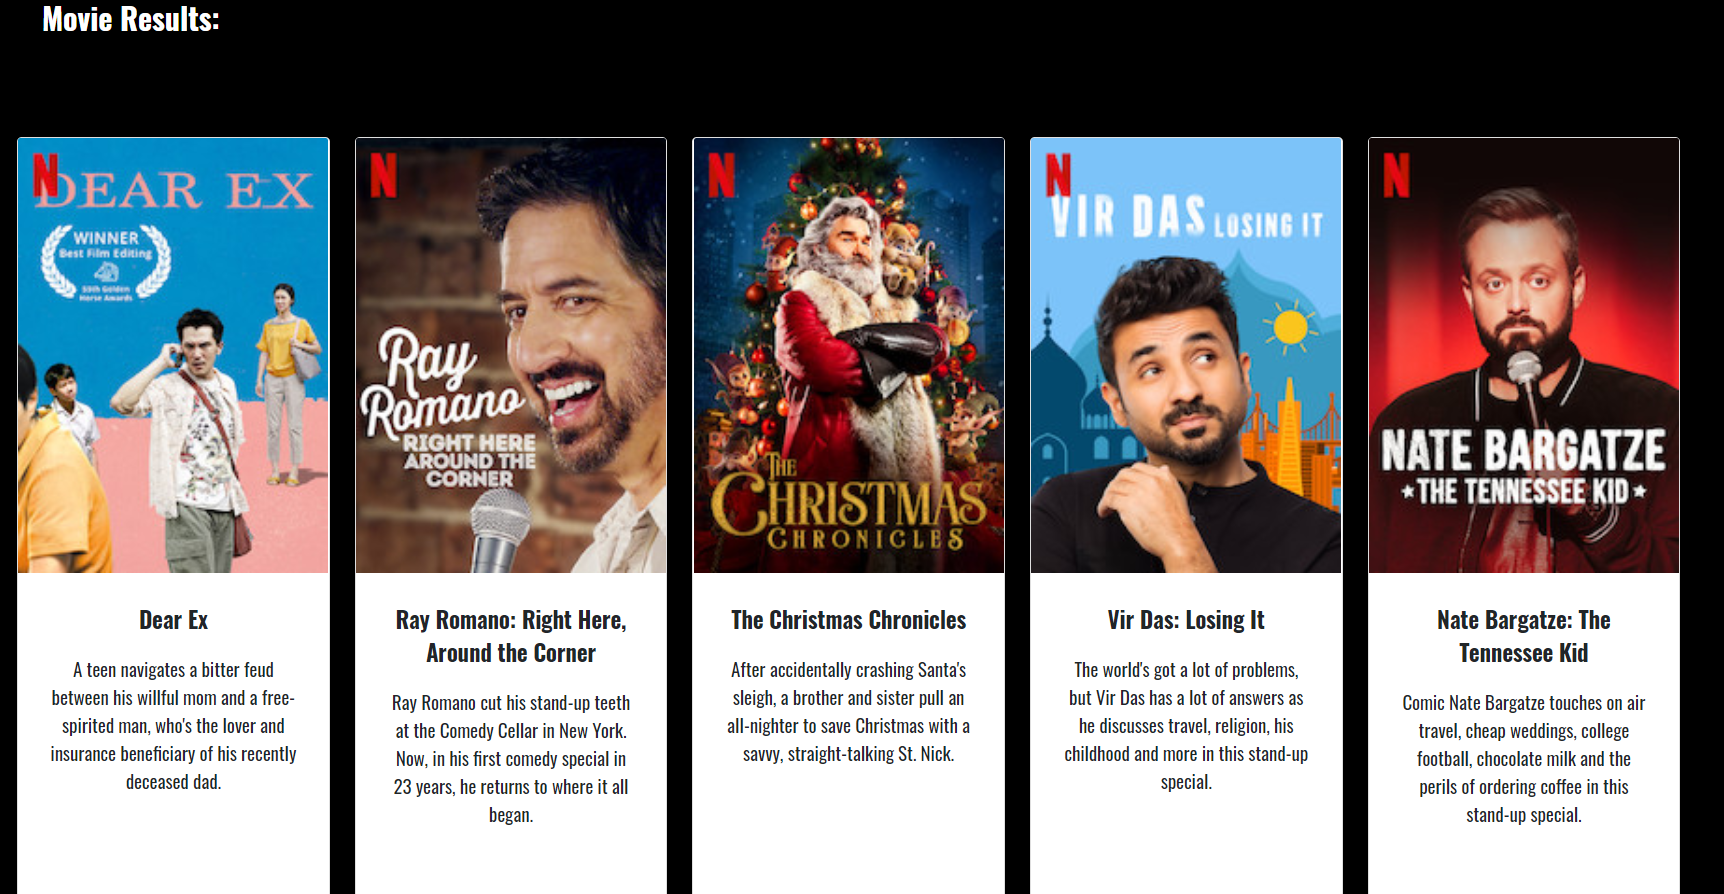 Movie Results:
N
DEAR EX
WINNER
Best Film Editing
55th Golden
Horse Awards
Dear Ex
A teen navigates a bitter feud
between his willful mom and a free-
spirited man, who's the lover and
insurance beneficiary of his recently
deceased dad.
N
Ray
Romano
RIGHT HERE
AROUND THE
CORNER
Ray Romano: Right Here,
Around the Corner
Ray Romano cut his stand-up teeth
at the Comedy Cellar in New York.
Now, in his first comedy special in
23 years, he returns to where it all
began.
N
THE
CHRISTMAS
CHRONICLES
The Christmas Chronicles
After accidentally crashing Santa's
sleigh, a brother and sister pull an
all-nighter to save Christmas with a
savvy, straight-talking St. Nick.
N
VIR DAS LOSING IT
Vir Das: Losing It
The world's got a lot of problems,
but Vir Das has a lot of answers as
he discusses travel, religion, his
childhood and more in this stand-up
special.
N
NATE BARGATZE
★THE TENNESSEE KID★
Nate Bargatze: The
Tennessee Kid
Comic Nate Bargatze touches on air
travel, cheap weddings, college
football, chocolate milk and the
perils of ordering coffee in this
stand-up special.